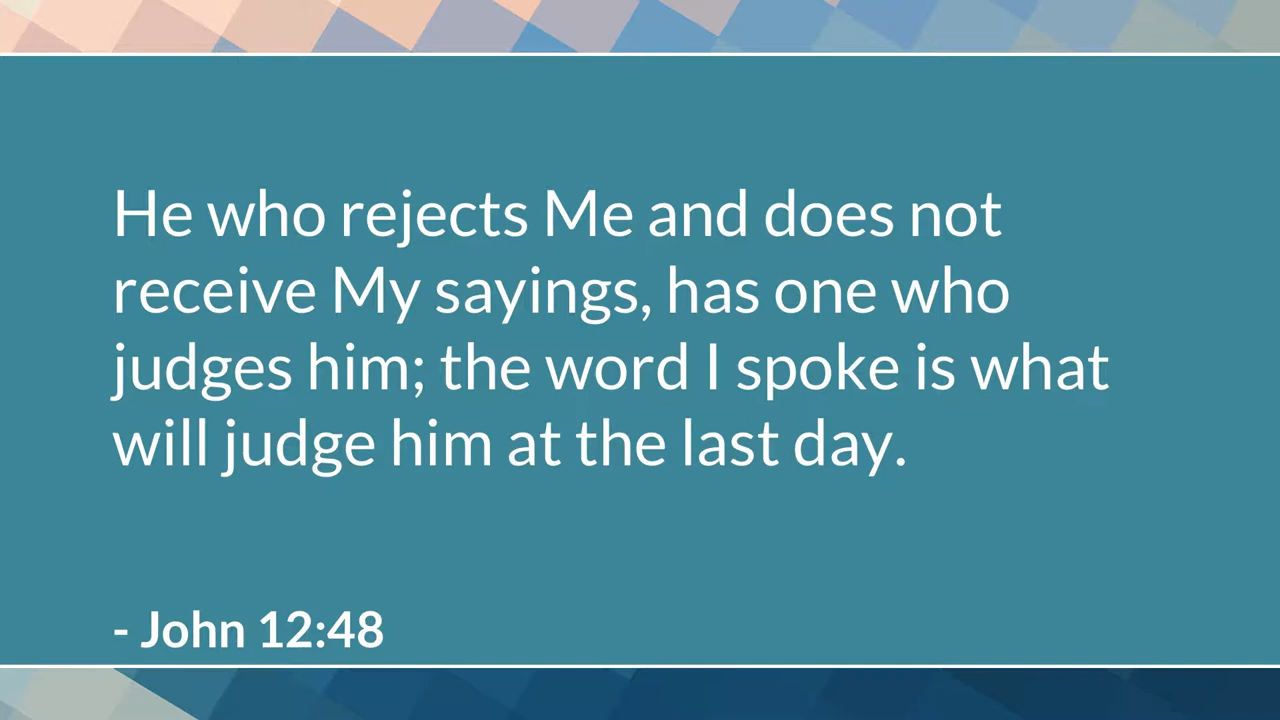 He who rejects Me and does not
receive My sayings, has one who
judges him; the word I spoke is what
will judge him at the last day.
- John 12:48